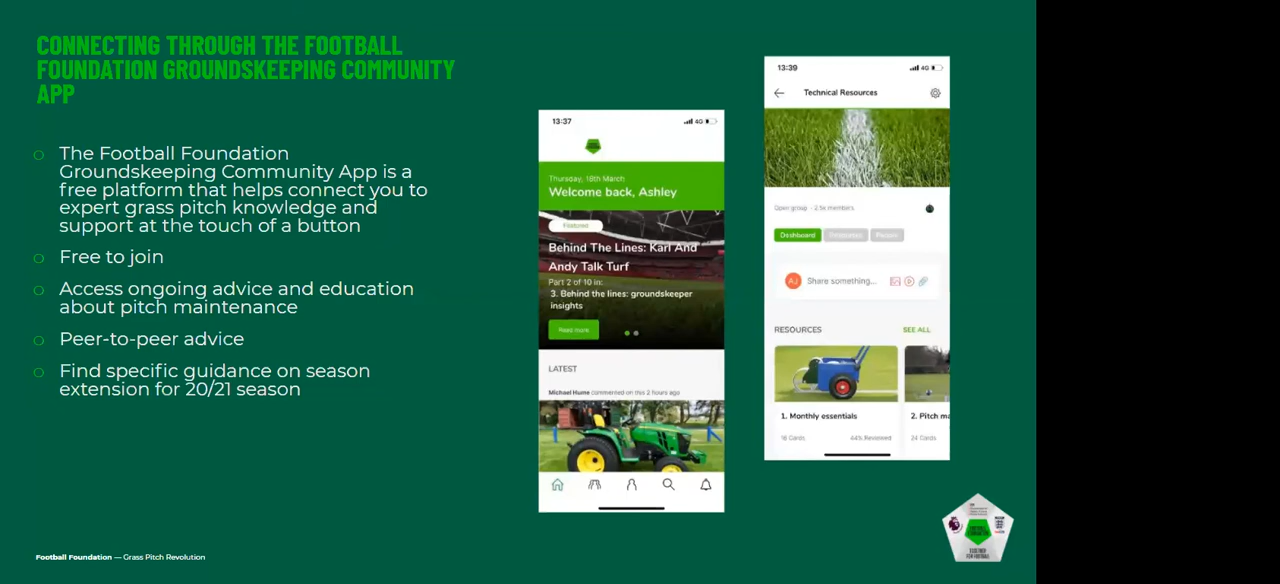 CONNECTING THROUGH THE FOOTBALL
FOUNDATION GROUNDSKEEPING COMMUNITY
APP
The Football Foundation
Groundskeeping Community App is a
free platform that helps connect you to
expert grass pitch knowledge and
support at the touch of a button
Free to join
Access ongoing advice and education
about pitch maintenance
Peer-to-peer advice
Find specific guidance on season
extension for 20/21 season
13:37
4G
Thursday, 18th March
Welcome back, Ashley
Featured
Behind The Lines: Karl And
Andy Talk Turf
Part 2 of 10 in:
3. Behind the lines: groundskeeper
insights
Read more
LATEST
Michael Hume commented on this 2 hours ago
13:39
4G
Technical Resources
Open group - 2.5k members
Dashboard Resources People
AJ Share something...
RESOURCES SEE ALL
1. Monthly essentials 2. Pitch ma
18 Cards 44% Reviewed 24 Cards
Football Foundation — Grass Pitch Revolution
TOGETHER
FOR FOOTBALL